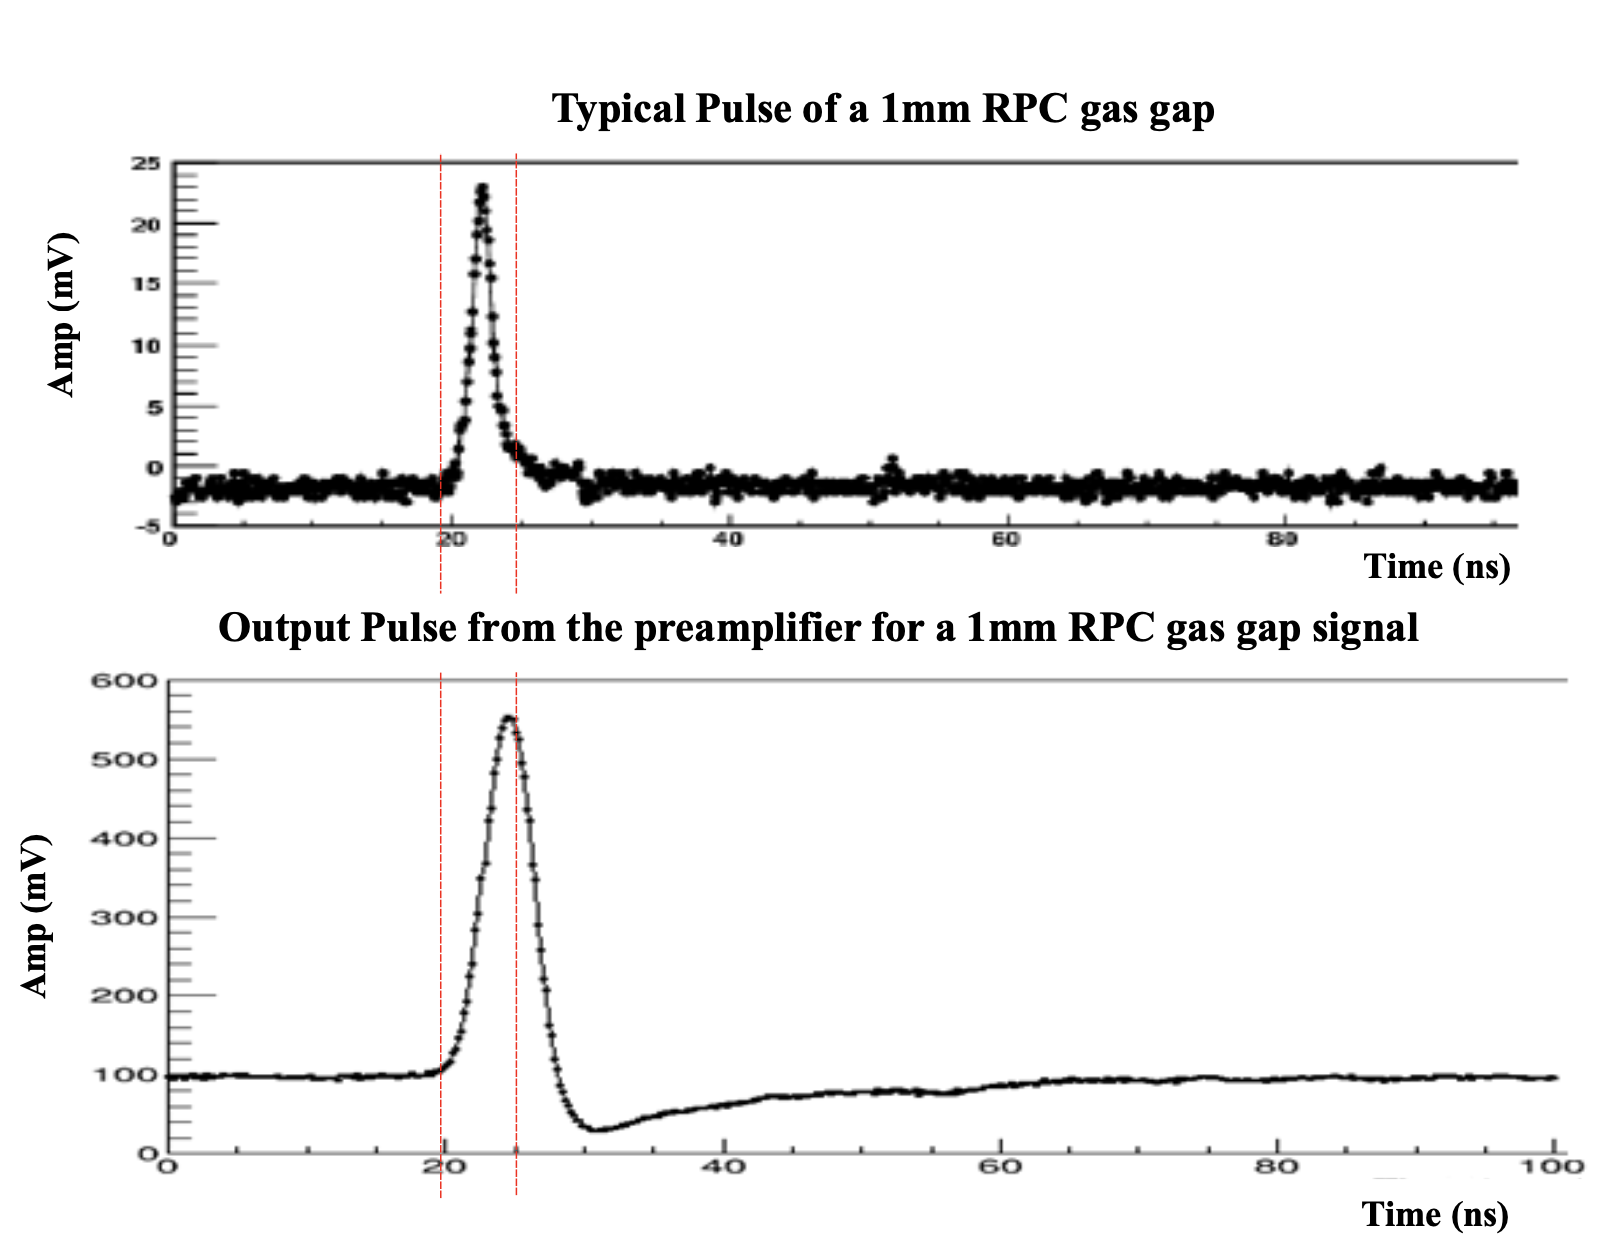 Typical Pulse of a 1mm RPC gas gap
Amp (mV)
25
20
15
10
5
0
-5
0 20 40 60 80
Time (ns)
Output Pulse from the preamplifier for a 1mm RPC gas gap signal
Amp (mV)
600
500
400
300
200
100
0
0 20 40 60 80 100
Time (ns)